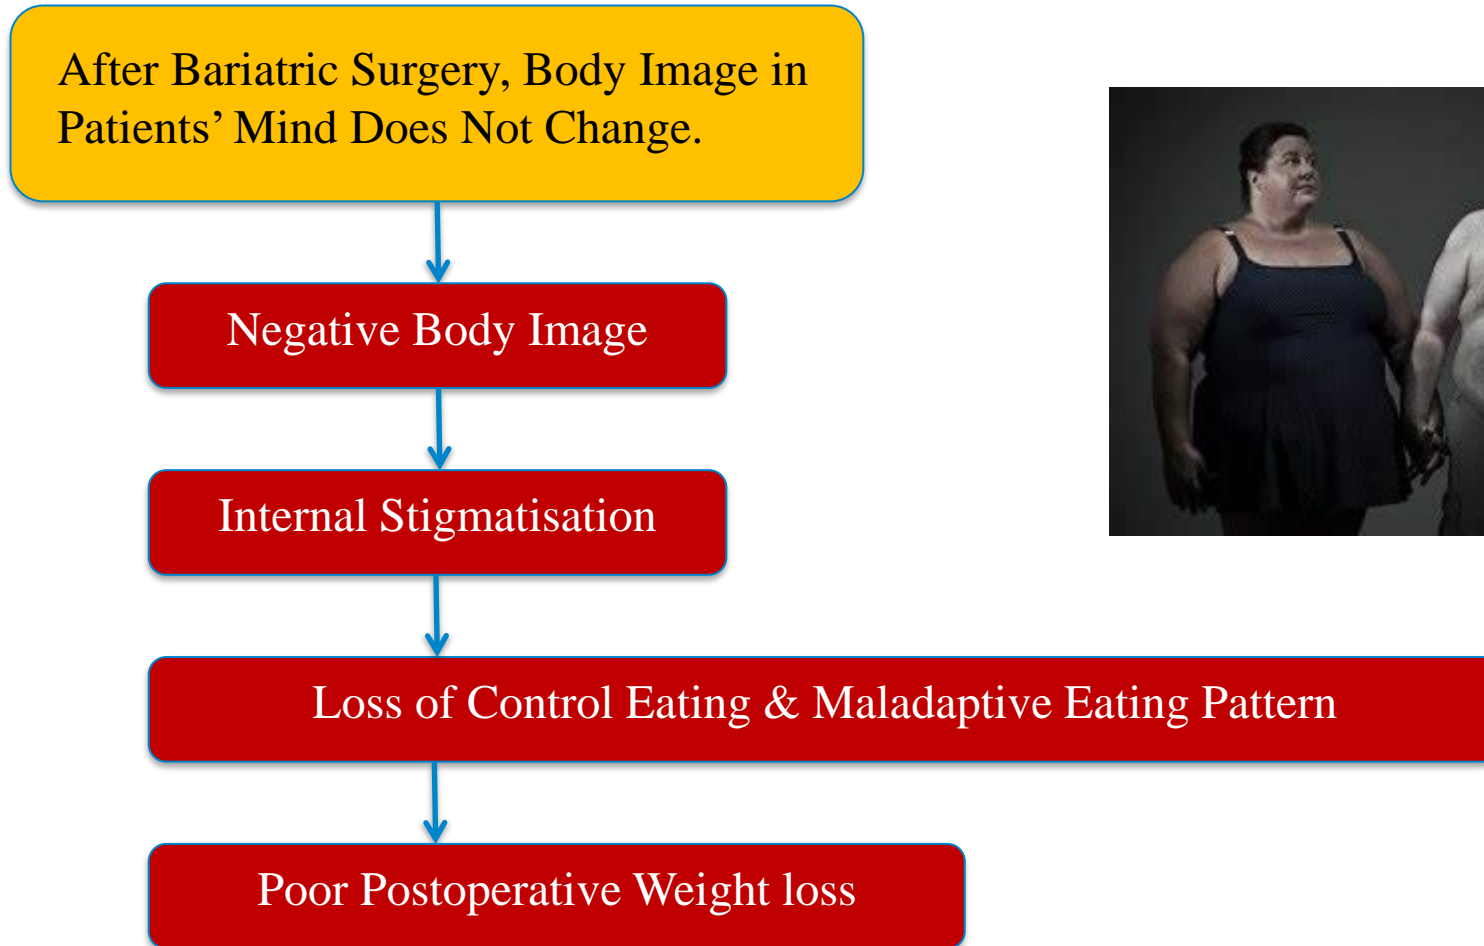 After Bariatric Surgery, Body Image in
Patients’ Mind Does Not Change.
Negative Body Image
Internal Stigmatisation
Loss of Control Eating & Maladaptive Eating Pattern
Poor Postoperative Weight loss